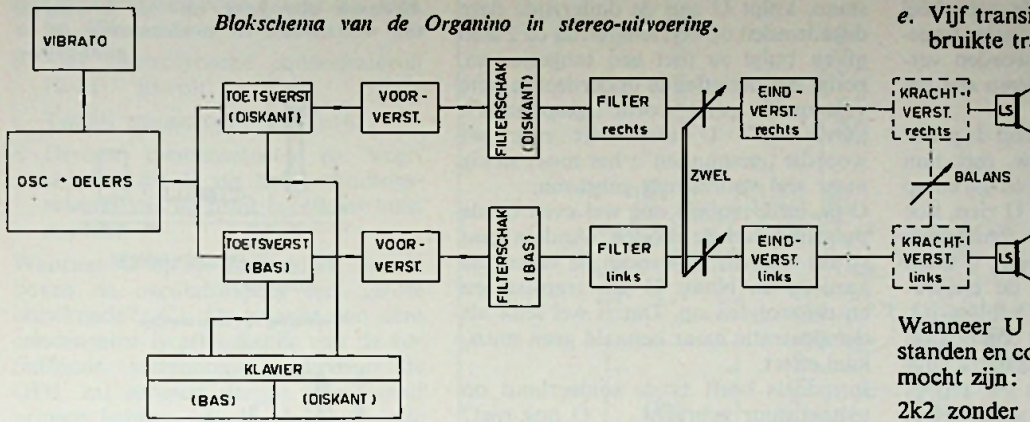 Blokschema van de Organino in stereo-uitvoering.
VIBRATO
OSC + DELERS
TOETSVERST
(DISKANT)
VOOR-
VERST.
FILTERSCHAK
(DISKANT)
FILTER
rechts
EIND-
VERST.
rechts
KRACHT-
VERST.
rechts
LS
ZWEL
BALANS
TOETSVERST
(BAS)
VOOR-
VERST.
FILTERSCHAK
(BAS)
FILTER
links
EIND-
VERST.
links
KRACHT-
VERST.
links
LS
KLAVIER
(BAS) (DISKANT)
e. Vijf transi
bruikte tra
Wanneer U
standen en co
mocht zijn:
2k2 zonder